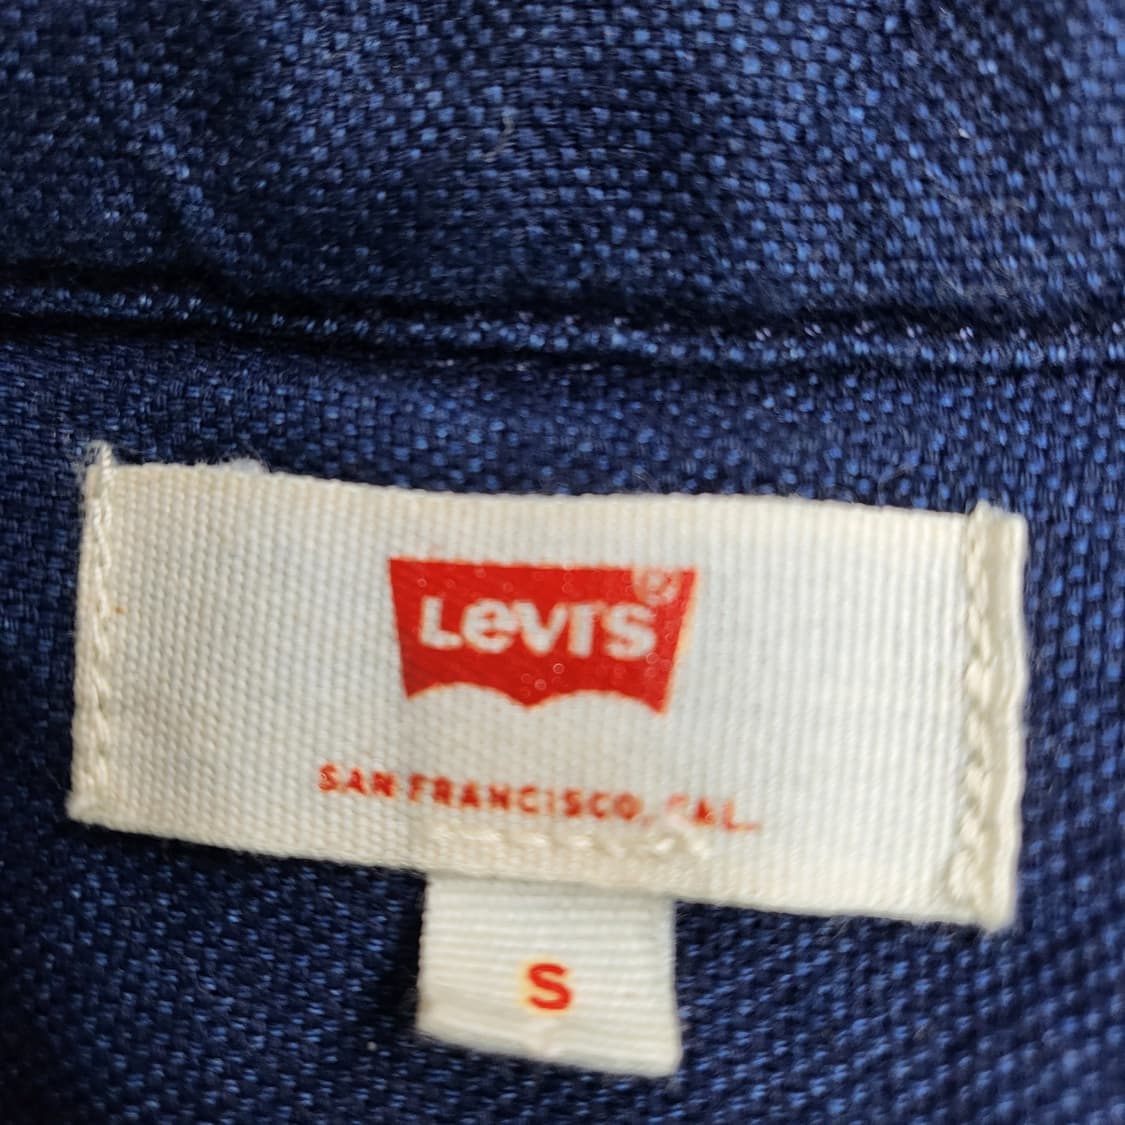 LEVI'S®
SAN FRANCISCO, CAL.
S